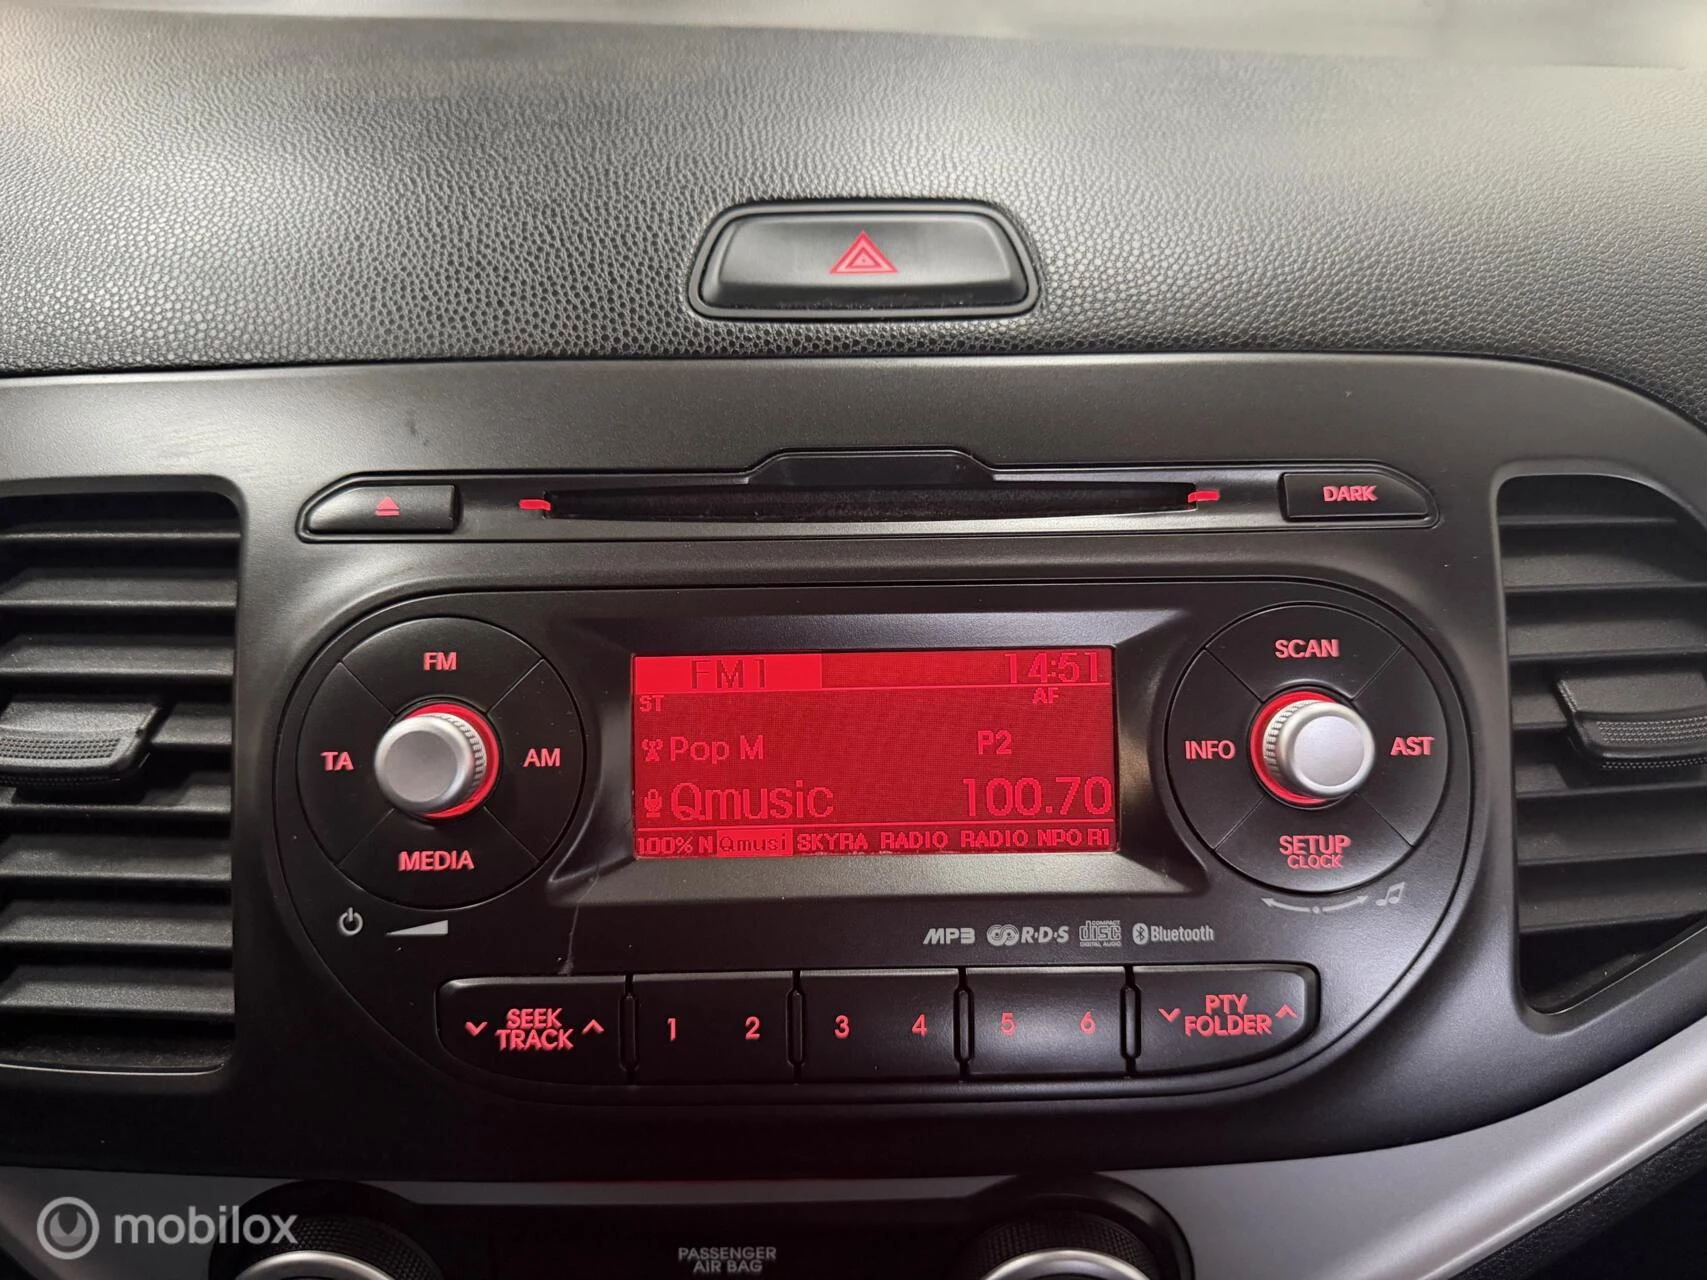 DARK
FM
TA
AM
MEDIA
FM1 14:51
ST AF
Pop M P2
Qmusic 100.70
100% N Qmusi SKYRA RADIO RADIO NPO R1
SCAN
INFO
AST
SETUP
CLOCK
MP3 R·D·S COMPACT disc DIGITAL AUDIO Bluetooth
SEEK
TRACK
1 2 3 4 5 6
PTY
FOLDER
mobilox
PASSENGER
AIR BAG